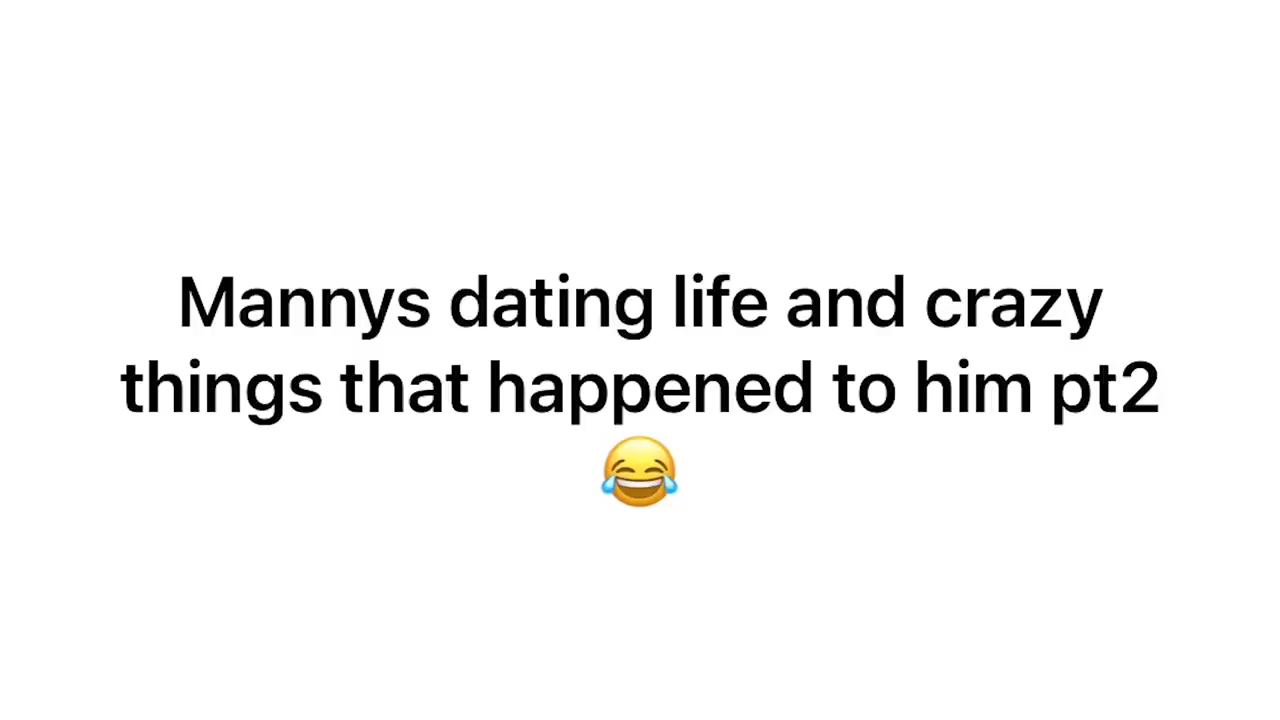 Mannys dating life and crazy
things that happened to him pt2
😂